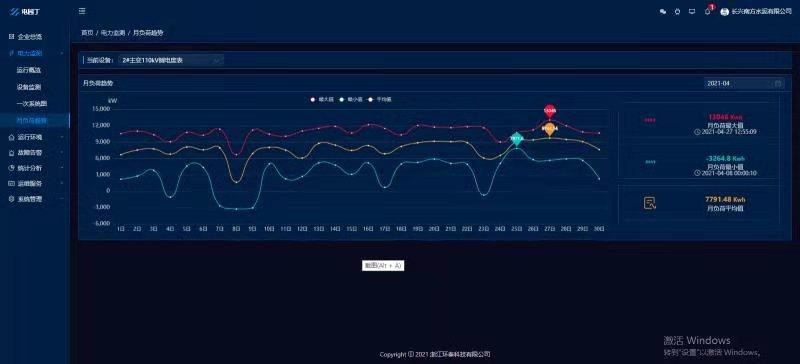 电园丁
长兴南方水泥有限公司
1
首页 / 电力监测 / 月负荷趋势
企业总览
电力监测
运行概览
设备监测
一次系统图
月负荷趋势
运行环境
故障告警
统计分析
运维服务
系统管理
当前设备:
2#主变110kV侧电度表
月负荷趋势
2021-04
kW
最大值 最小值 平均值
15,000
12,000
9,000
6,000
3,000
0
-3,000
-6,000
1日 2日 3日 4日 5日 6日 7日 8日 9日 10日 11日 12日 13日 14日 15日 16日 17日 18日 19日 20日 21日 22日 23日 24日 25日 26日 27日 28日 29日 30日
13046
13046 Kwh
月负荷最大值
2021-04-27 12:55:09
-3264.8 Kwh
月负荷最小值
2021-04-08 00:00:10
7791.48 Kwh
月负荷平均值
截图(Alt + A)
激活 Windows
转到"设置"以激活 Windows。
Copyright © 2021 浙江环泰科技有限公司